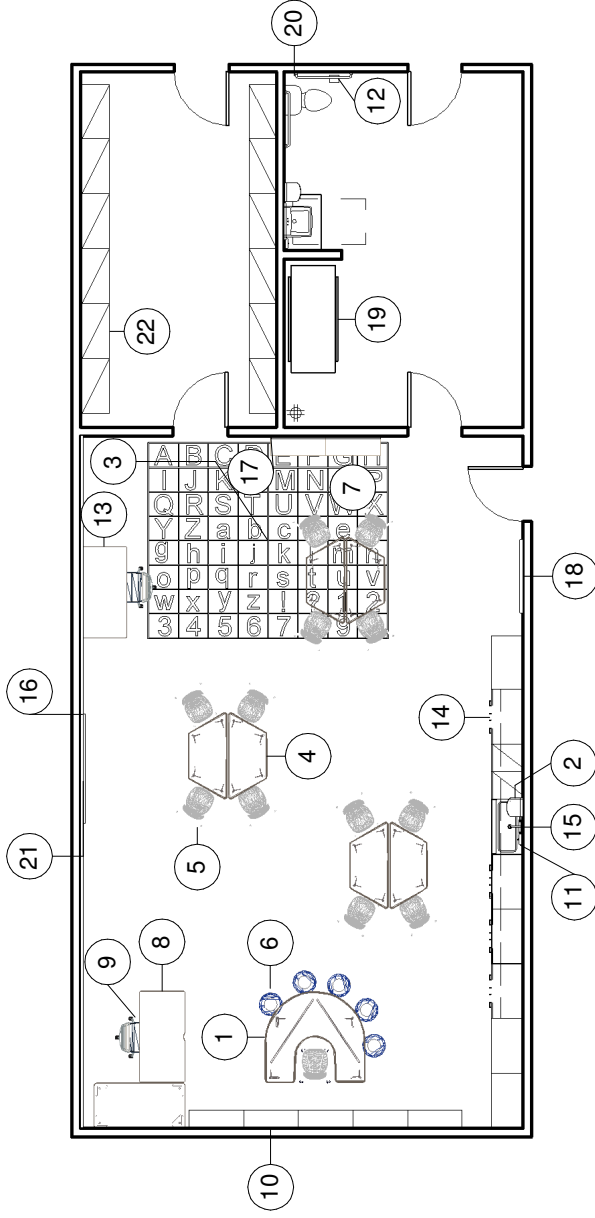 20
12
22
19
3
13
17
7
A B C D E F G H
I J K M N P
Q R S T U V W X
Y Z a b c e
g h i j k m n
o p q r s t u v
w x y z ! ? 1 2
3 4 5 6 7 9
18
16
14
4
2
21
5
15
11
9
8
6
1
10